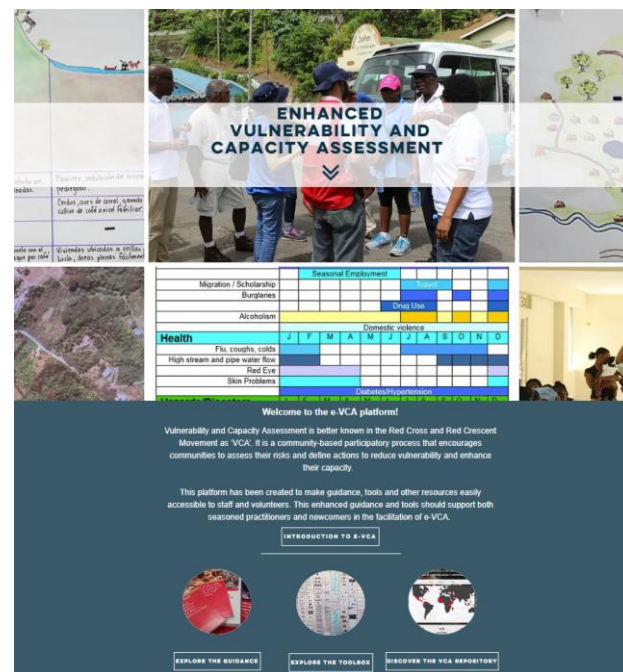 ENHANCED
VULNERABILITY AND
CAPACITY ASSESSMENT
Seasonal Employment
Migration / Scholarship
Travel
Burglaries
Drug Use
Alcoholism
Domestic violence
Health J F M A M J J A S O N D
Flu, coughs, colds
High stream and pipe water flow
Red Eye
Skin Problems
Diabetes/Hypertension
Welcome to the e-VCA platform!
Vulnerability and Capacity Assessment is better known in the Red Cross and Red Crescent
Movement as 'VCA'. It is a community-based participatory process that encourages
communities to assess their risks and define actions to reduce vulnerability and enhance
their capacity.
This platform has been created to make guidance, tools and other resources easily
accessible to staff and volunteers. This enhanced guidance and tools should support both
seasoned practitioners and newcomers in the facilitation of e-VCA.
INTRODUCTION TO E-VCA
EXPLORE THE GUIDANCE
EXPLORE THE TOOLBOX
DISCOVER THE VCA REPOSITORY